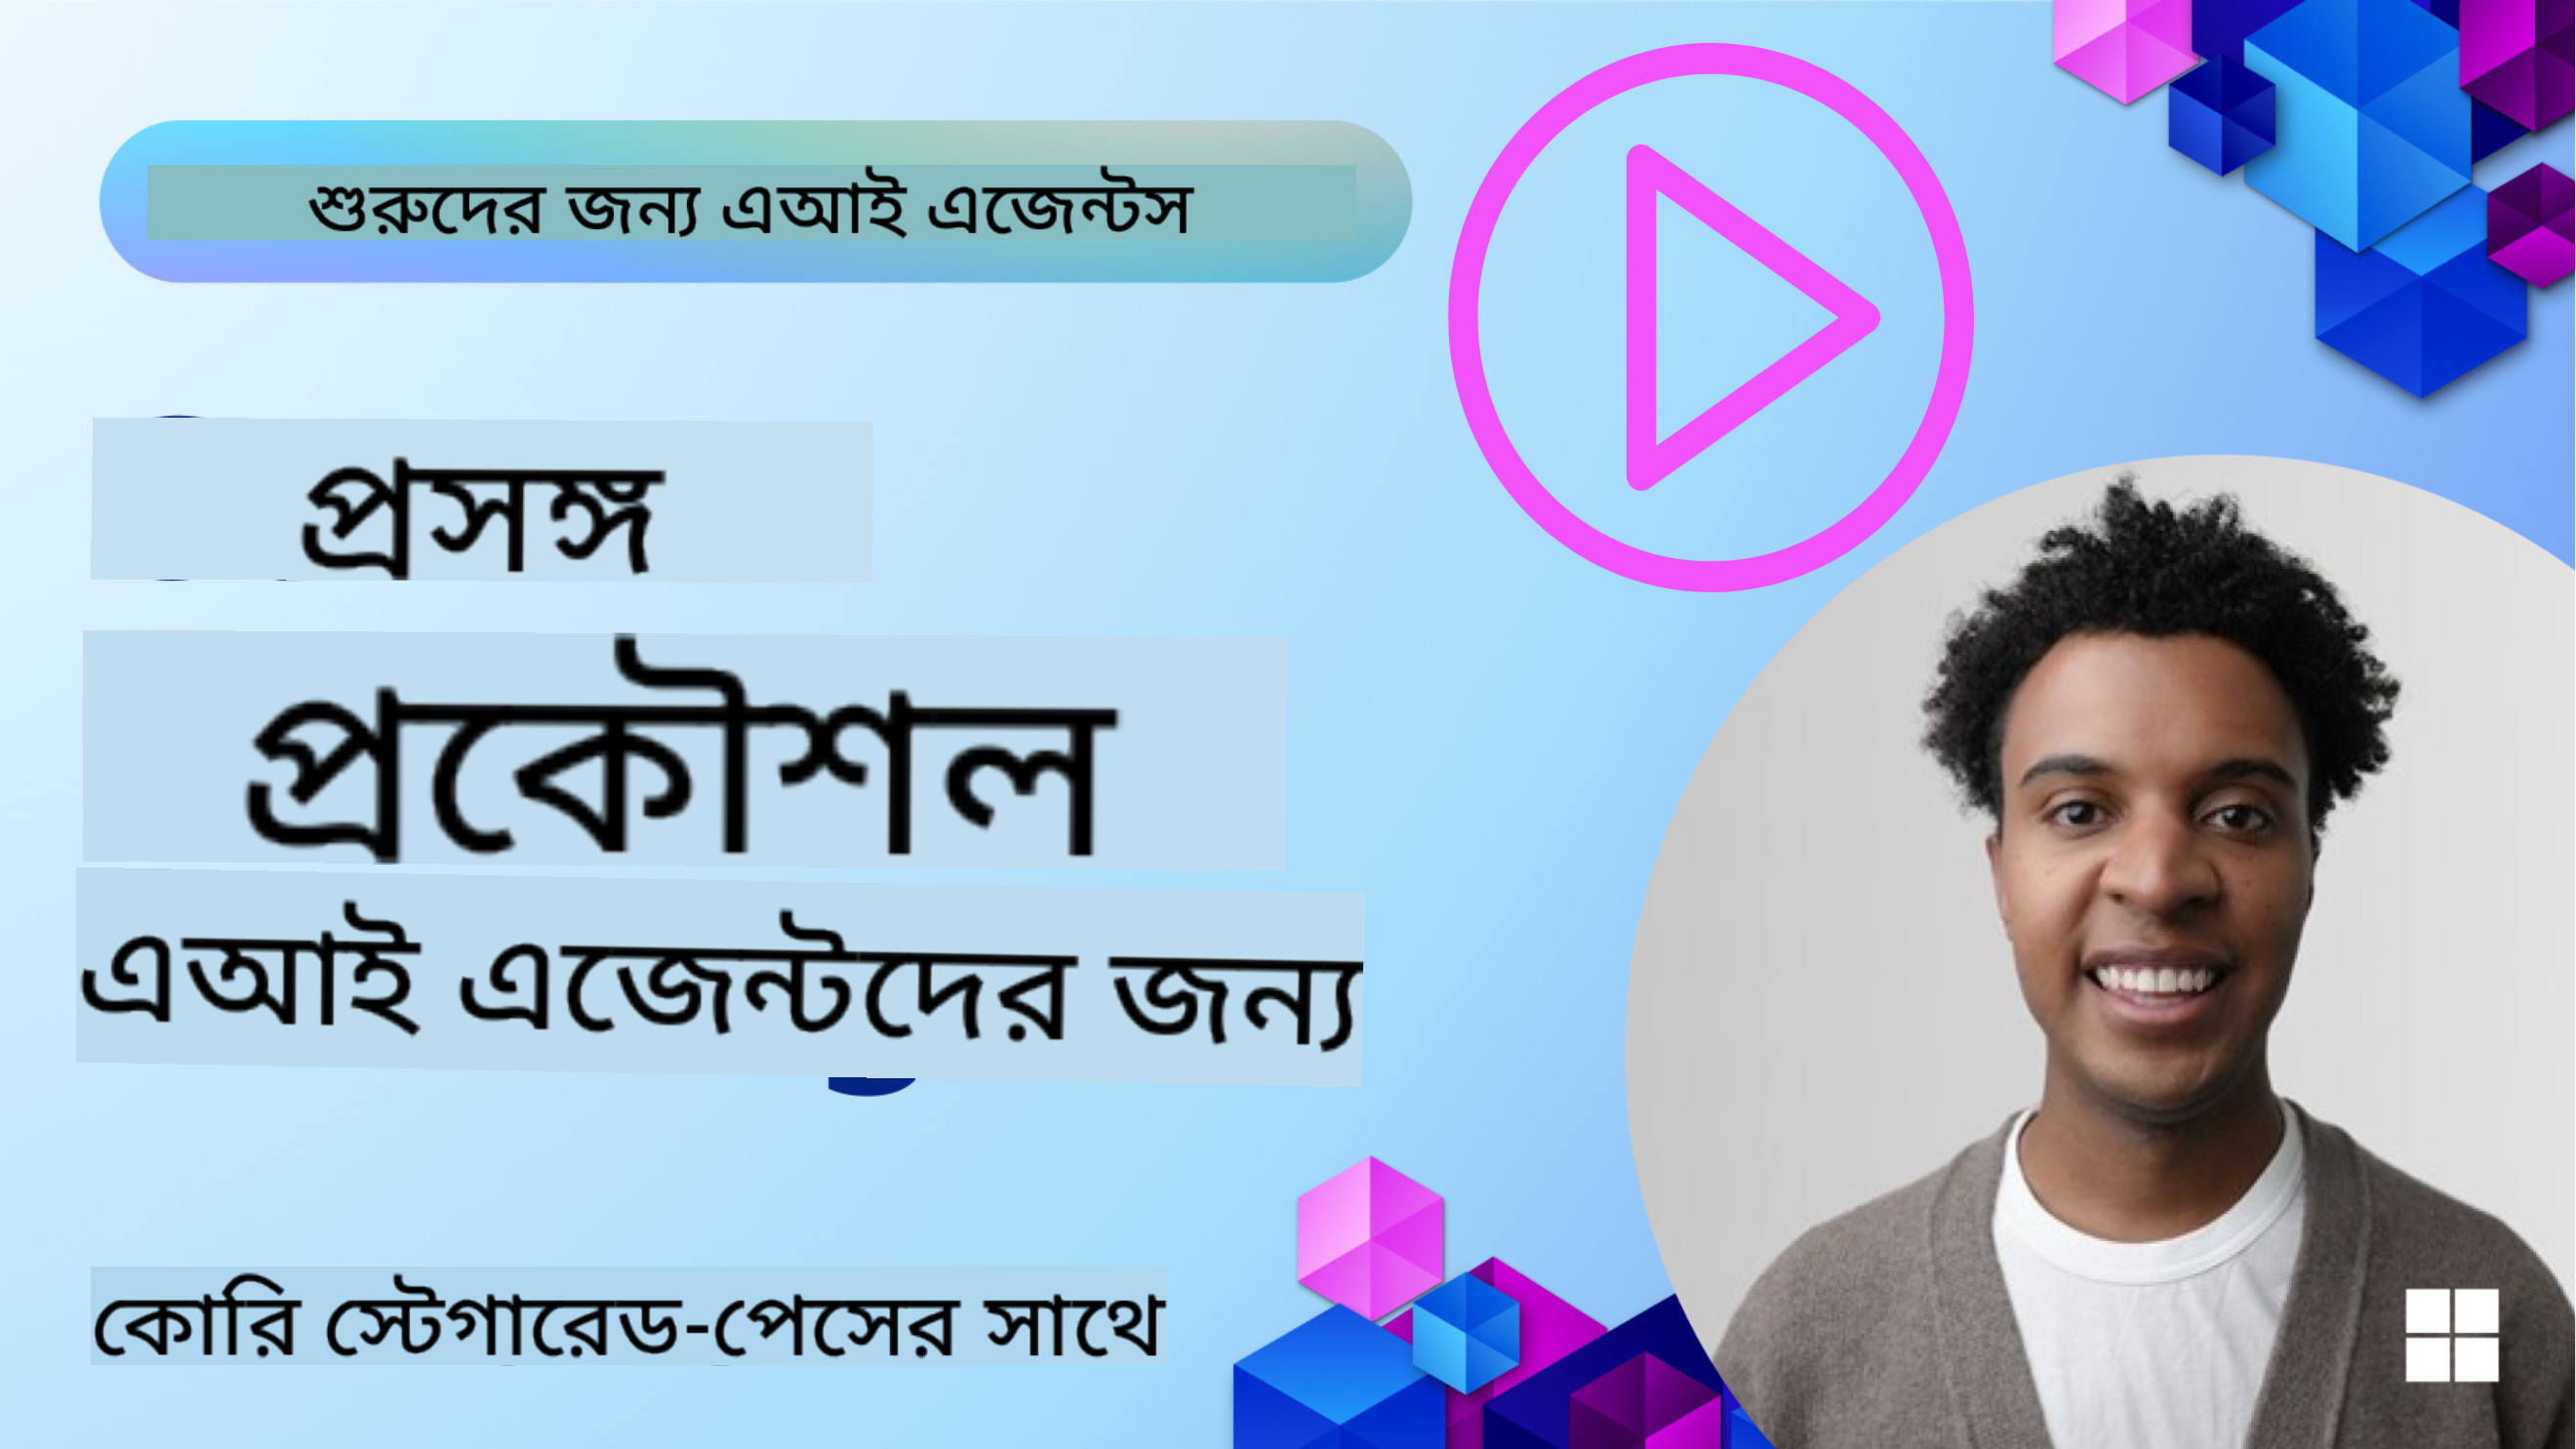 শুরুদের জন্য এআই এজেন্টস
প্রসঙ্গ
প্রকৌশল
এআই এজেন্টদের জন্য
কোরি স্টেগারেড-পেসের সাথে